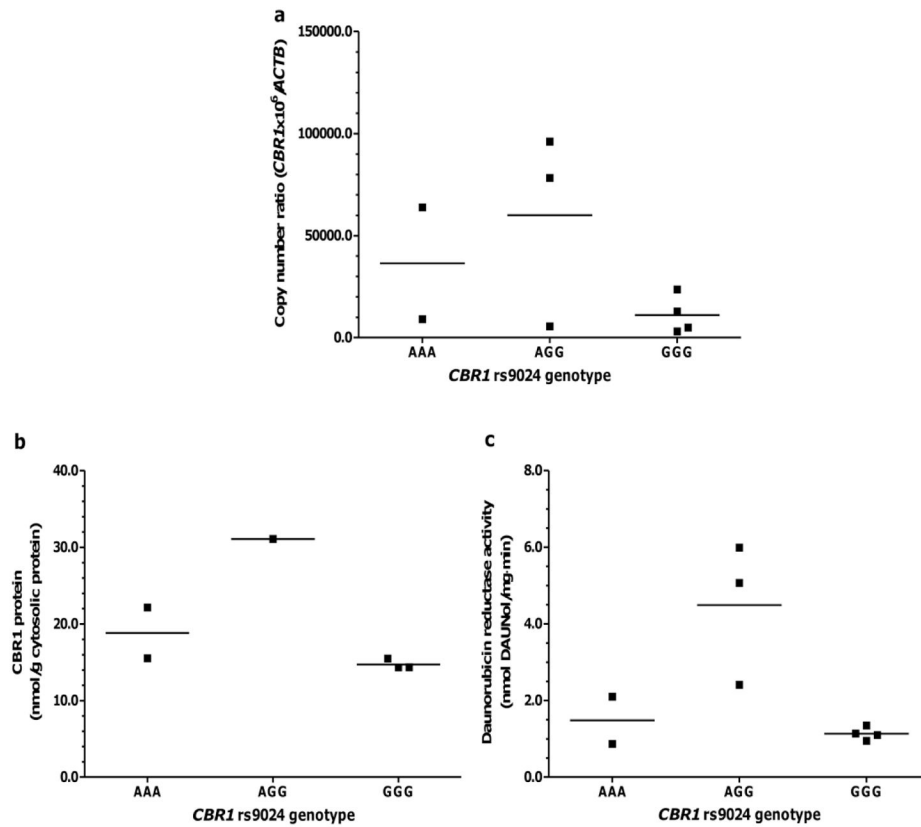 a
Copy number ratio (CBR1x10⁶/ACTB)
150000.0
100000.0
50000.0
0.0
AAA AGG GGG
CBR1 rs9024 genotype
b
CBR1 protein
(nmol/g cytosolic protein)
40.0
30.0
20.0
10.0
0.0
AAA AGG GGG
CBR1 rs9024 genotype
c
Daunorubicin reductase activity
(nmol DAUNol/mg·min)
8.0
6.0
4.0
2.0
0.0
AAA AGG GGG
CBR1 rs9024 genotype